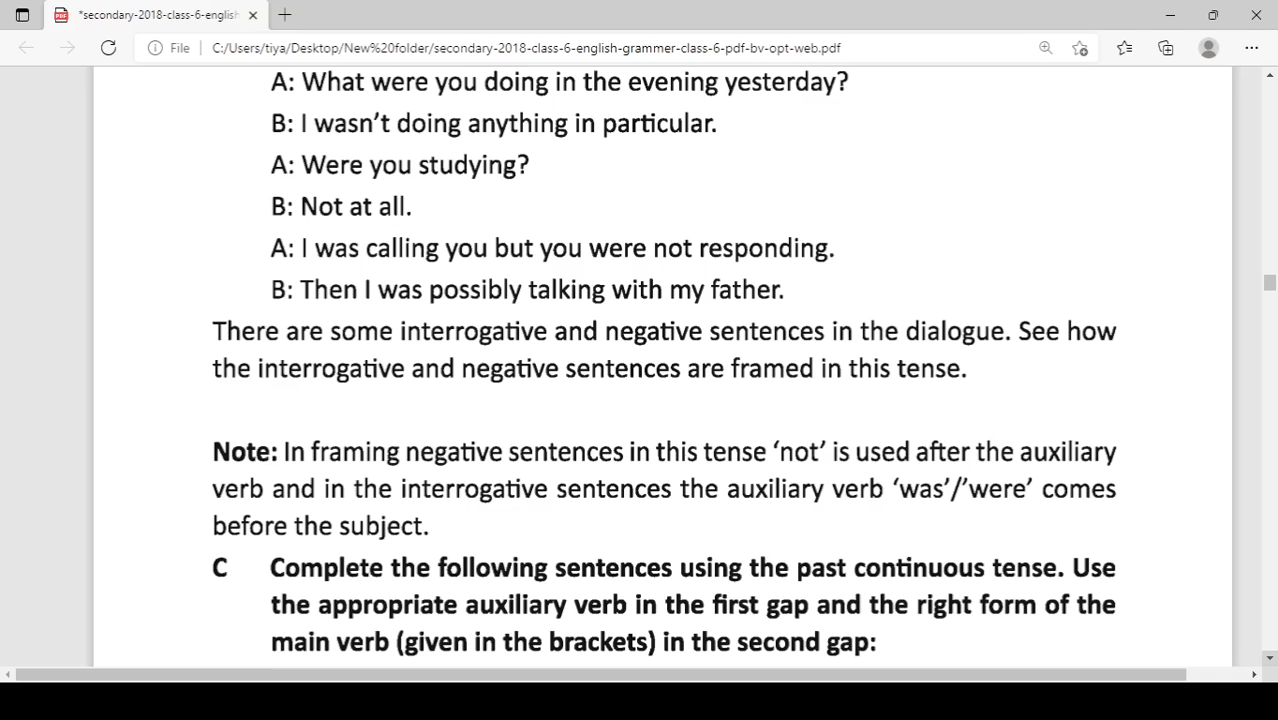 *secondary-2018-class-6-english
File C:/Users/tiya/Desktop/New%20folder/secondary-2018-class-6-english-grammer-class-6-pdf-bv-opt-web.pdf
A: What were you doing in the evening yesterday?
B: I wasn’t doing anything in particular.
A: Were you studying?
B: Not at all.
A: I was calling you but you were not responding.
B: Then I was possibly talking with my father.
There are some interrogative and negative sentences in the dialogue. See how
the interrogative and negative sentences are framed in this tense.
Note: In framing negative sentences in this tense ‘not’ is used after the auxiliary
verb and in the interrogative sentences the auxiliary verb ‘was’/’were’ comes
before the subject.
C Complete the following sentences using the past continuous tense. Use
the appropriate auxiliary verb in the first gap and the right form of the
main verb (given in the brackets) in the second gap: